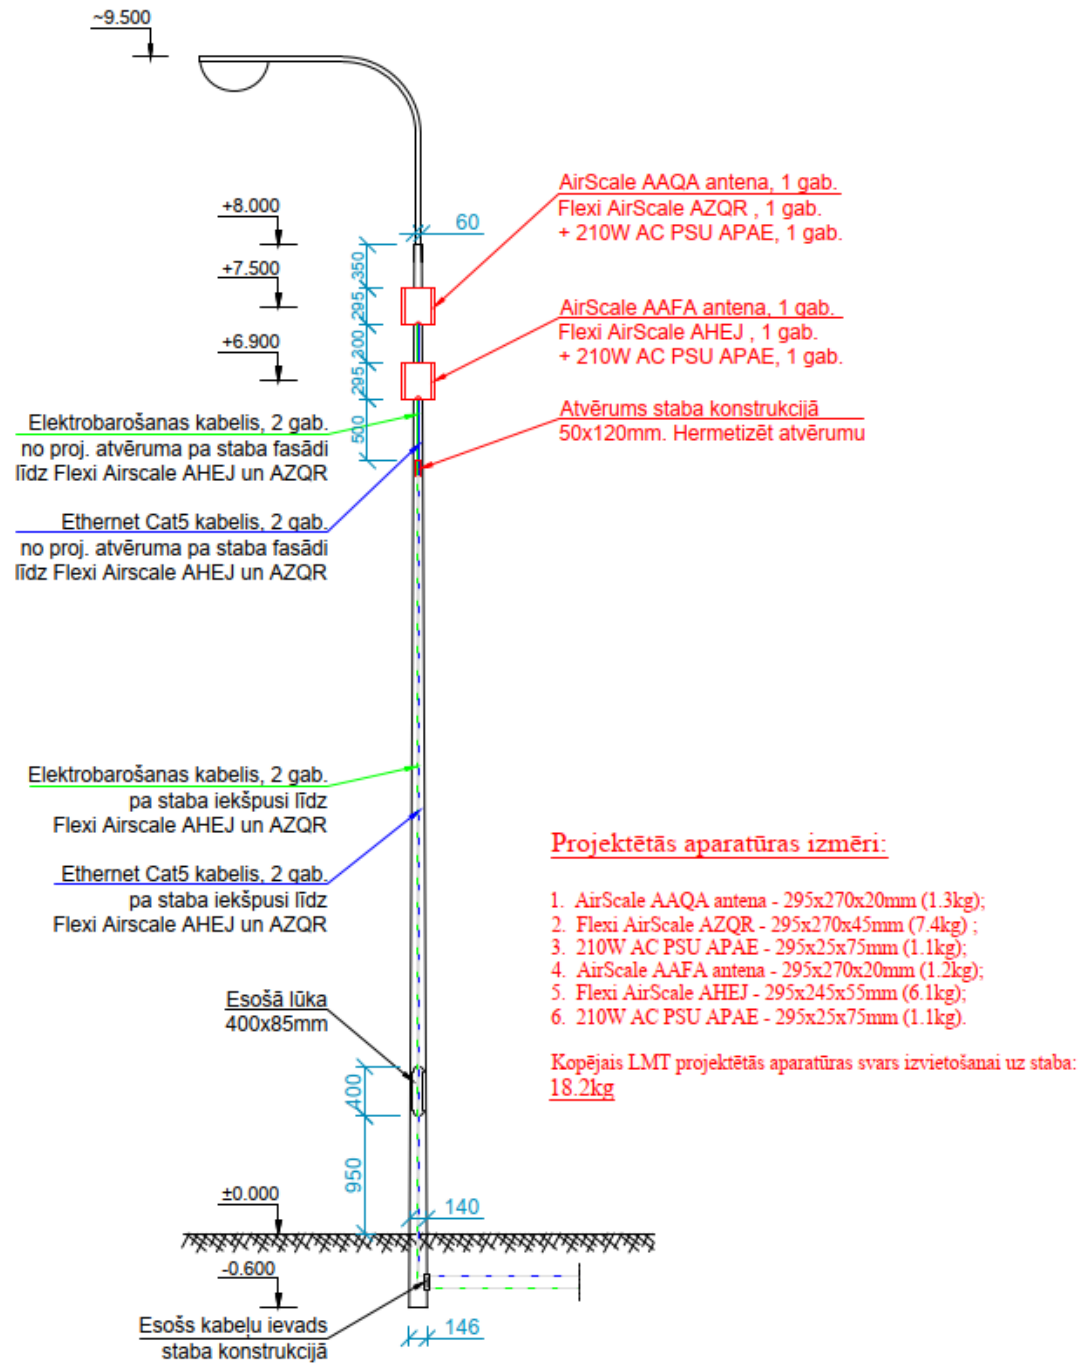 ~9.500
AirScale AAQA antena, 1 gab.
Flexi AirScale AZQR , 1 gab.
+ 210W AC PSU APAE, 1 gab.
+8.000
60
350
+7.500
295
AirScale AAFA antena, 1 gab.
Flexi AirScale AHEJ , 1 gab.
+ 210W AC PSU APAE, 1 gab.
300
+6.900
295
Atvērums staba konstrukcijā
50x120mm. Hermetizēt atvērumu
500
Elektrobarošanas kabelis, 2 gab.
no proj. atvēruma pa staba fasādi
līdz Flexi Airscale AHEJ un AZQR
Ethernet Cat5 kabelis, 2 gab.
no proj. atvēruma pa staba fasādi
līdz Flexi Airscale AHEJ un AZQR
Elektrobarošanas kabelis, 2 gab.
pa staba iekšpusi līdz
Flexi Airscale AHEJ un AZQR
Ethernet Cat5 kabelis, 2 gab.
pa staba iekšpusi līdz
Flexi Airscale AHEJ un AZQR
Projektētās aparatūras izmēri:
1. AirScale AAQA antena - 295x270x20mm (1.3kg);
2. Flexi AirScale AZQR - 295x270x45mm (7.4kg) ;
3. 210W AC PSU APAE - 295x25x75mm (1.1kg);
4. AirScale AAFA antena - 295x270x20mm (1.2kg);
5. Flexi AirScale AHEJ - 295x245x55mm (6.1kg);
6. 210W AC PSU APAE - 295x25x75mm (1.1kg).
Kopējais LMT projektētās aparatūras svars izvietošanai uz staba:
18.2kg
Esošā lūka
400x85mm
400
950
±0.000
140
-0.600
Esošs kabeļu ievads
staba konstrukcijā
146